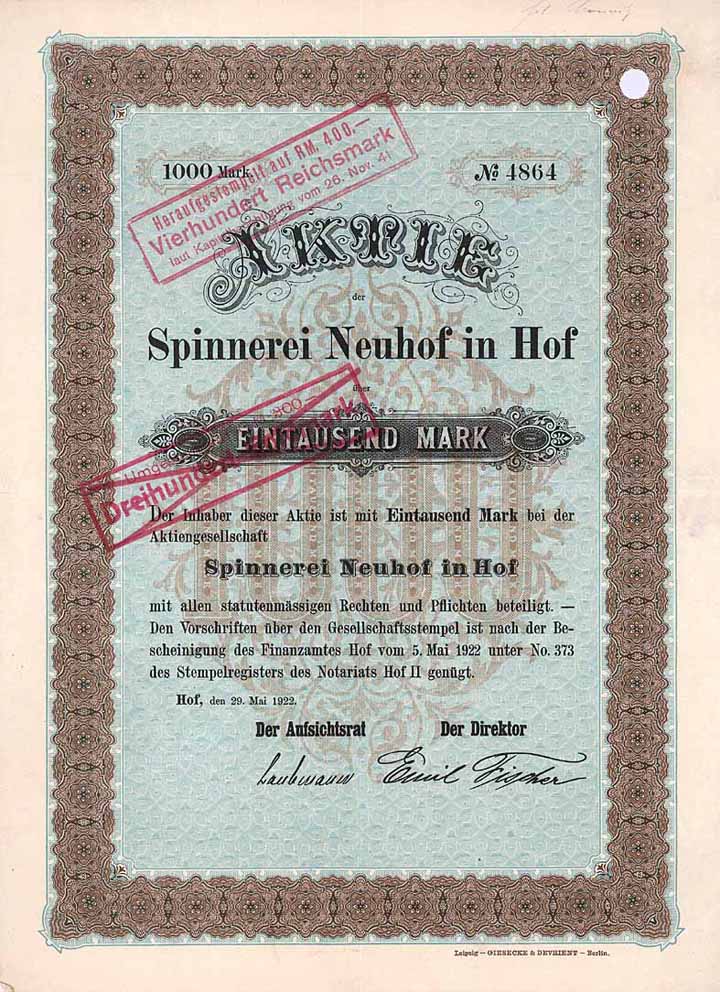 1000 Mark.
№ 4864
Heraufgestempelt auf RM. 400.—
Vierhundert Reichsmark
laut vom 26. Nov. 41
AKTIE
der
Spinnerei Neuhof in Hof
über
EINTAUSEND MARK
Dreihundert
Der Inhaber dieser Aktie ist mit Eintausend Mark bei der
Aktiengesellschaft
Spinnerei Neuhof in Hof
mit allen statutenmässigen Rechten und Pflichten beteiligt. —
Den Vorschriften über den Gesellschaftsstempel ist nach der Be-
scheinigung des Finanzamtes Hof vom 5. Mai 1922 unter No. 373
des Stempelregisters des Notariats Hof II genügt.
Hof, den 29. Mai 1922.
Der Aufsichtsrat Der Direktor
Laubmann Emil Fischer
Leipzig — GIESECKE & DEVRIENT — Berlin.